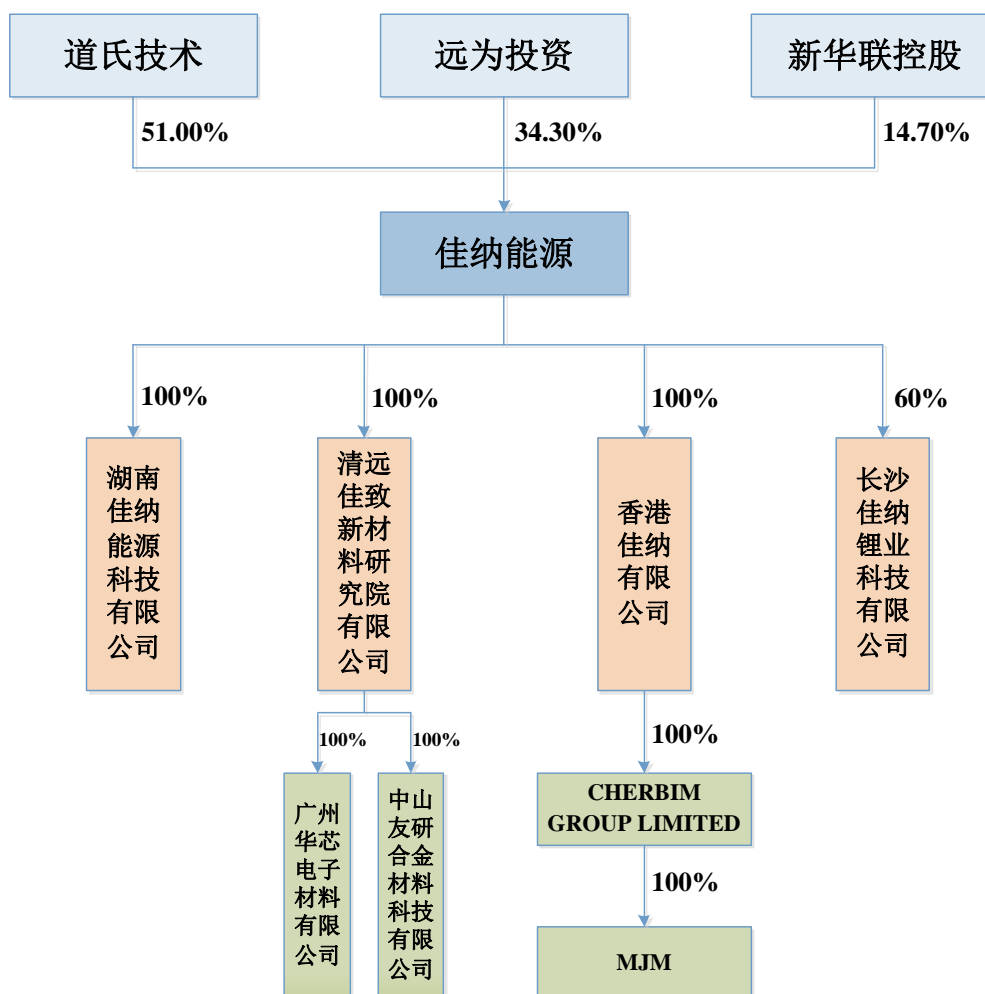 道氏技术
远为投资
新华联控股
51.00%
34.30%
14.70%
佳纳能源
100%
100%
100%
60%
湖南
佳纳
能源
科技
有限
公司
清远
佳致
新材
料研
究院
有限
公司
香港
佳纳
有限
公司
长沙
佳纳
锂业
科技
有限
公司
100%
100%
100%
广州
华芯
电子
材料
有限
公司
中山
友研
合金
材料
科技
有限
公司
CHERBIM
GROUP LIMITED
100%
MJM